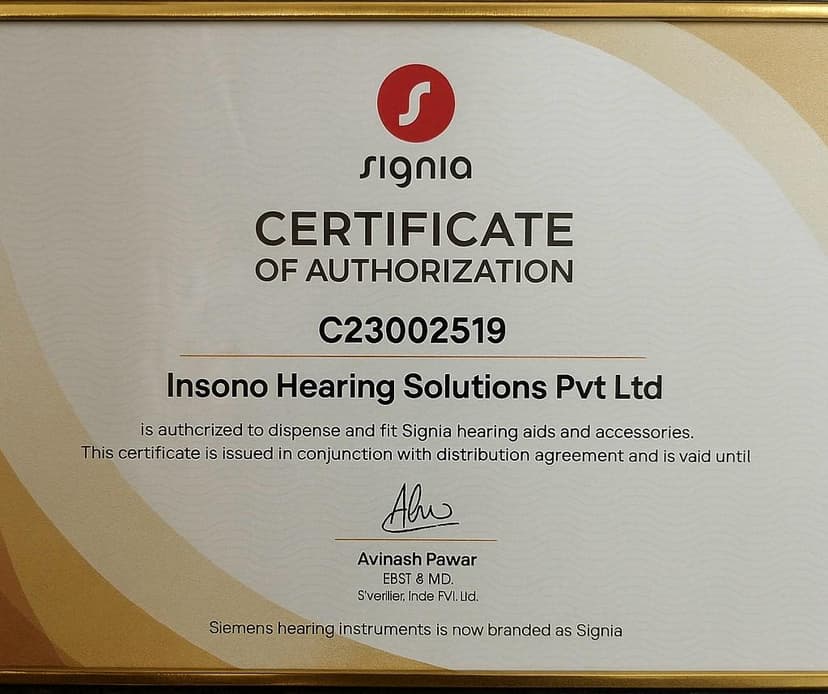 signia
CERTIFICATE
OF AUTHORIZATION
C23002519
Insono Hearing Solutions Pvt Ltd
is authcrized to dispense and fit Signia hearing aids and accessories.
This certificate is issued in conjunction with distribution agreement and is vaid until
Avinash Pawar
EBST & MD.
S'verilier, Inde FVI. Ltd.
Siemens hearing instruments is now branded as Signia